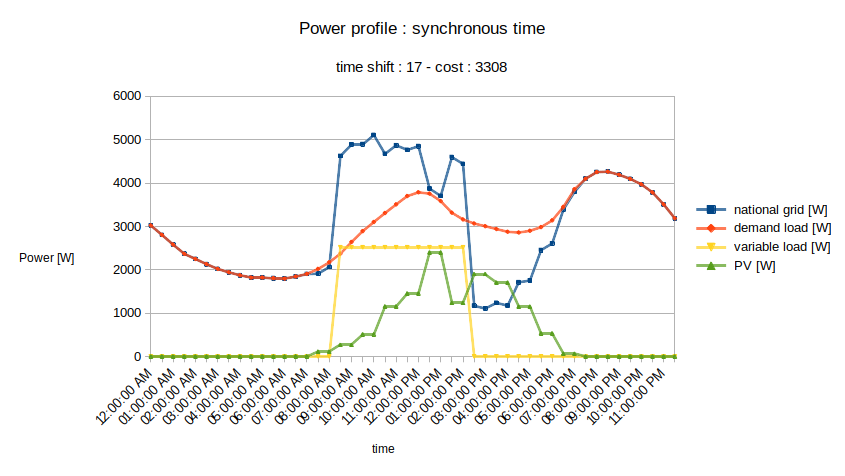 Power profile : synchronous time
time shift : 17 - cost : 3308
6000
5000
4000
3000
2000
1000
0
Power [W]
national grid [W]
demand load [W]
variable load [W]
PV [W]
12:00:00 AM
01:00:00 AM
02:00:00 AM
03:00:00 AM
04:00:00 AM
05:00:00 AM
06:00:00 AM
07:00:00 AM
08:00:00 AM
09:00:00 AM
10:00:00 AM
11:00:00 AM
12:00:00 PM
01:00:00 PM
02:00:00 PM
03:00:00 PM
04:00:00 PM
05:00:00 PM
06:00:00 PM
07:00:00 PM
08:00:00 PM
09:00:00 PM
10:00:00 PM
11:00:00 PM
time